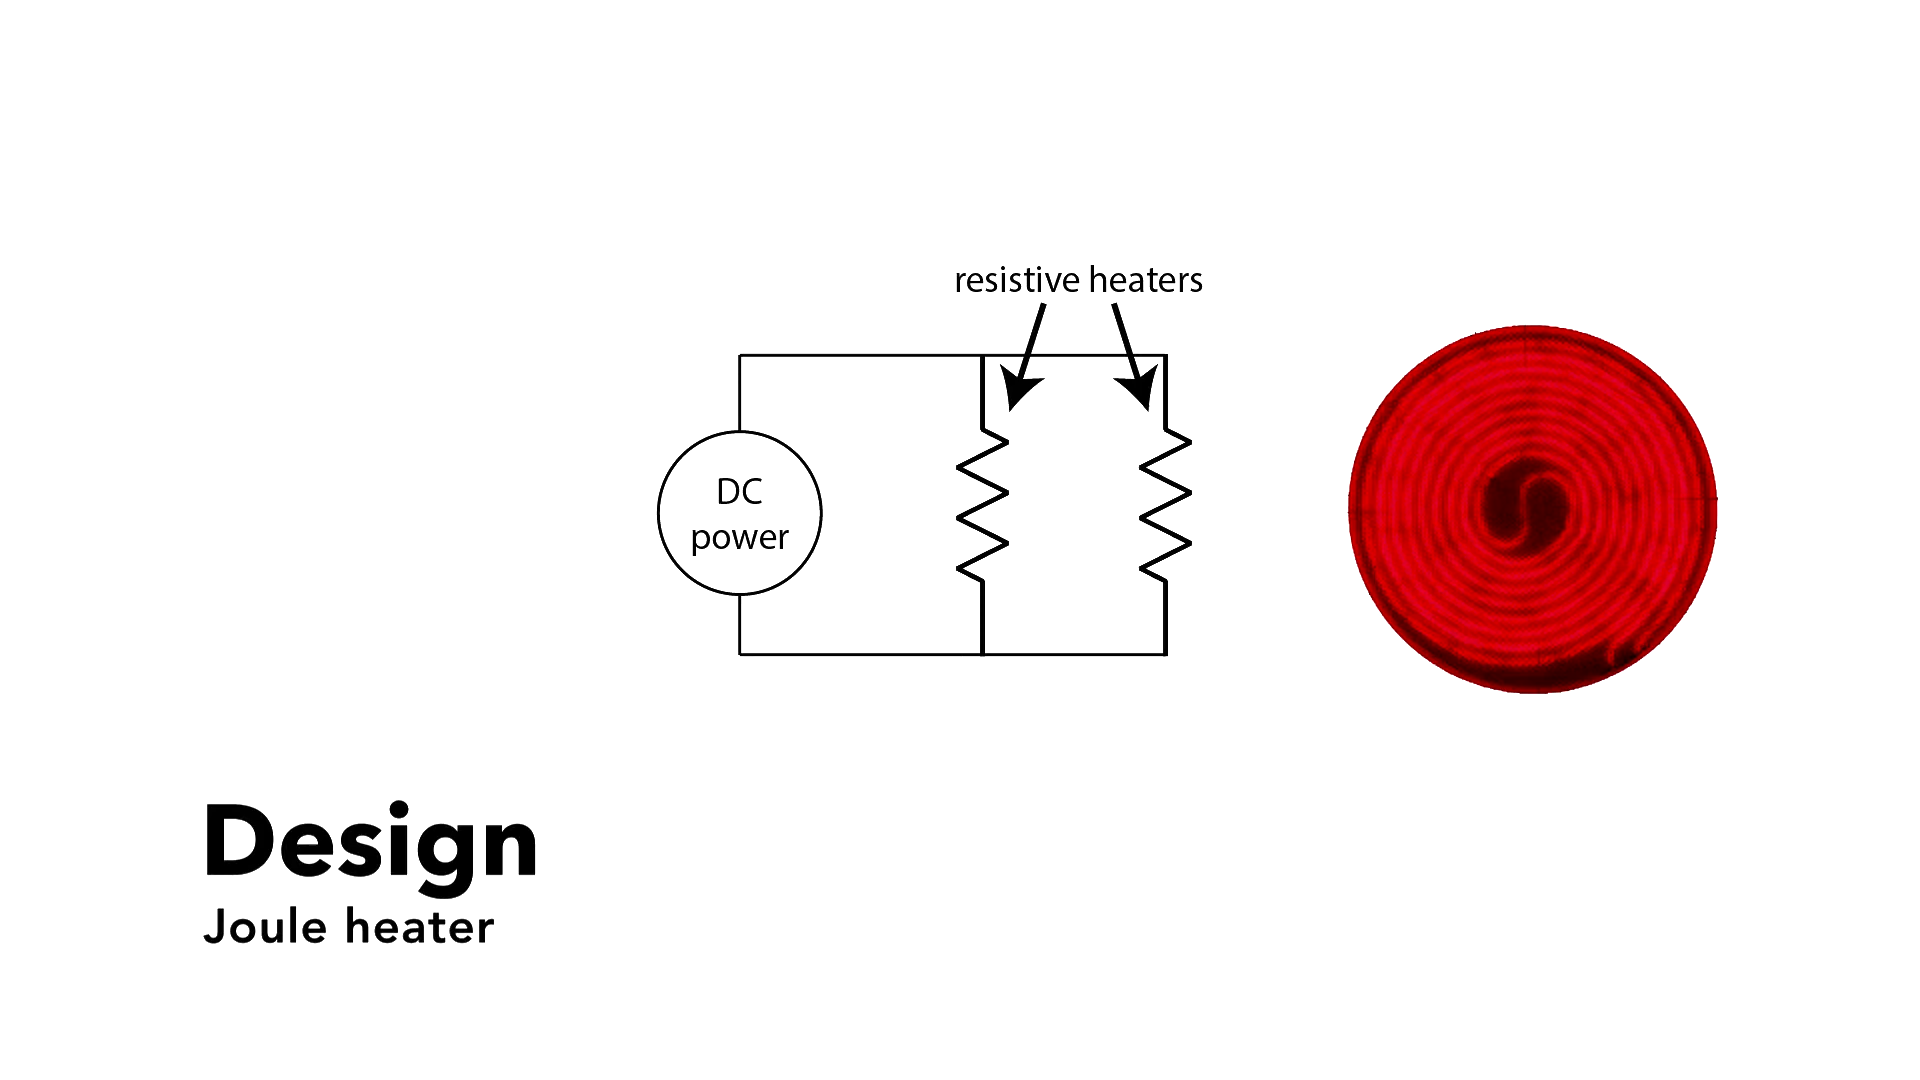 resistive heaters
DC
power
Design
Joule heater